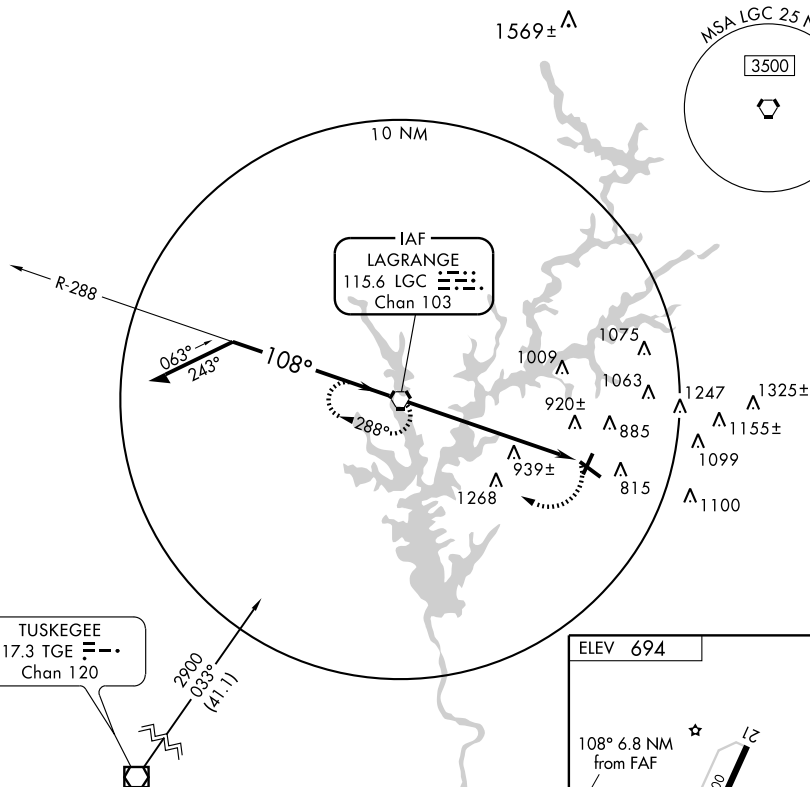 1569±
MSA LGC 25 N
3500
10 NM
IAF
LAGRANGE
115.6 LGC
Chan 103
R-288
063°
243°
108°
288°
1075
1009
1063
920±
885
1247
1325±
1155±
1099
939±
815
1268
1100
TUSKEGEE
17.3 TGE
Chan 120
2900
033°
(41.1)
ELEV 694
108° 6.8 NM
from FAF
21